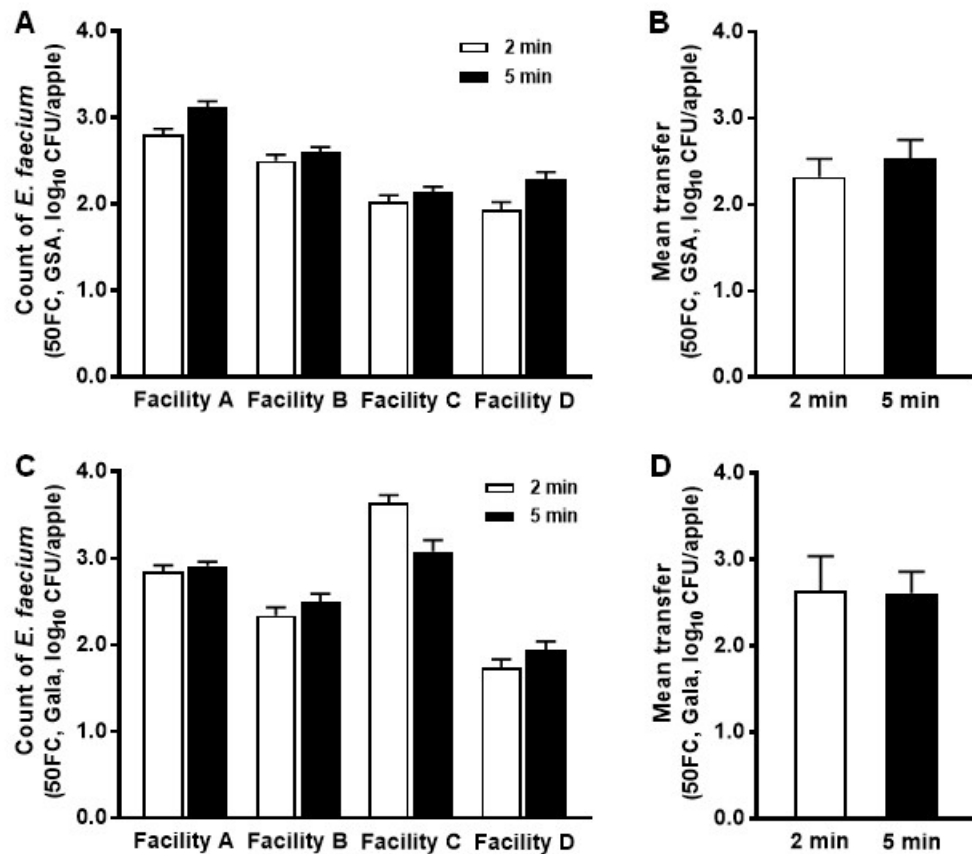 A
Count of E. faecium
(50FC, GSA, log10 CFU/apple)
4.0
3.0
2.0
1.0
0.0
2 min
5 min
Facility A Facility B Facility C Facility D
B
Mean transfer
(50FC, GSA, log10 CFU/apple)
4.0
3.0
2.0
1.0
0.0
2 min 5 min
C
Count of E. faecium
(50FC, Gala, log10 CFU/apple)
4.0
3.0
2.0
1.0
0.0
2 min
5 min
Facility A Facility B Facility C Facility D
D
Mean transfer
(50FC, Gala, log10 CFU/apple)
4.0
3.0
2.0
1.0
0.0
2 min 5 min